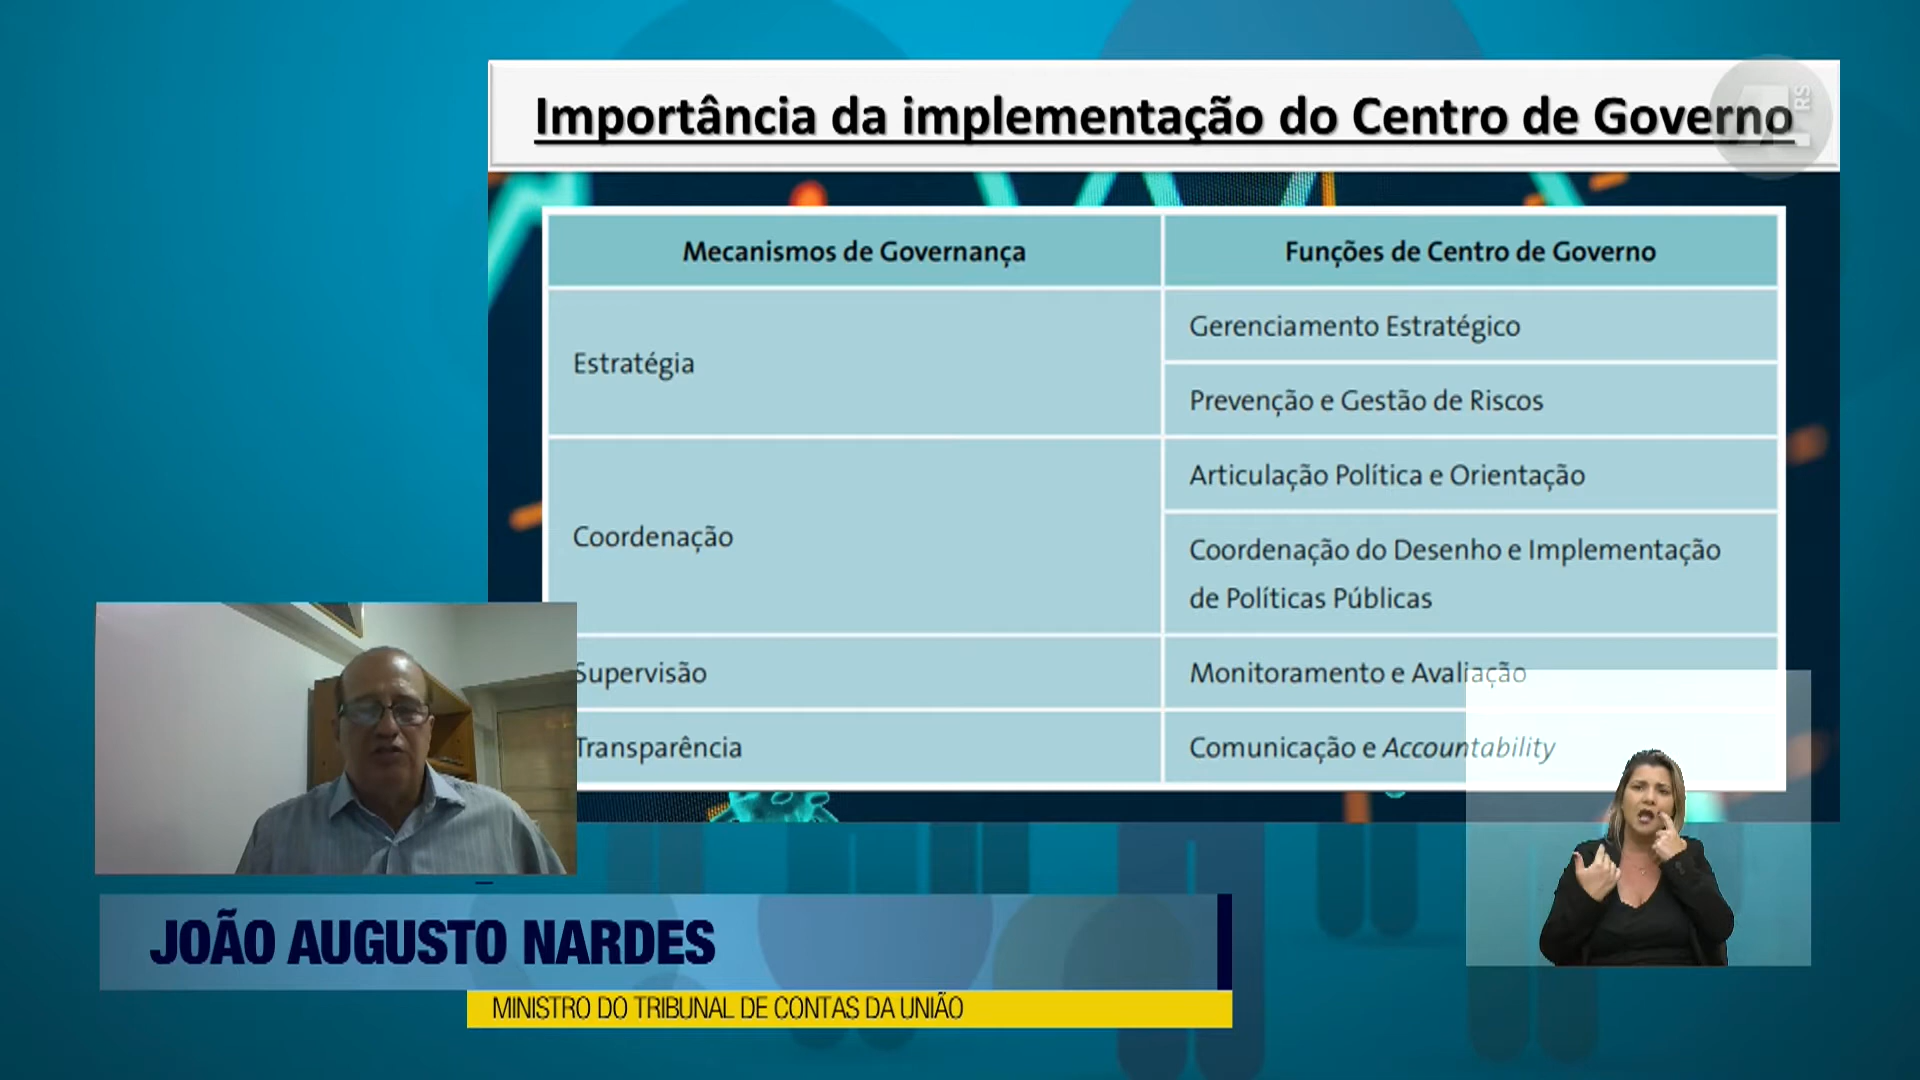 Importância da implementação do Centro de Governo
RS
Mecanismos de Governança
Funções de Centro de Governo
Estratégia
Gerenciamento Estratégico
Prevenção e Gestão de Riscos
Coordenação
Articulação Política e Orientação
Coordenação do Desenho e Implementação
de Políticas Públicas
Supervisão
Monitoramento e Avaliação
Transparência
Comunicação e Accountability
JOÃO AUGUSTO NARDES
MINISTRO DO TRIBUNAL DE CONTAS DA UNIÃO